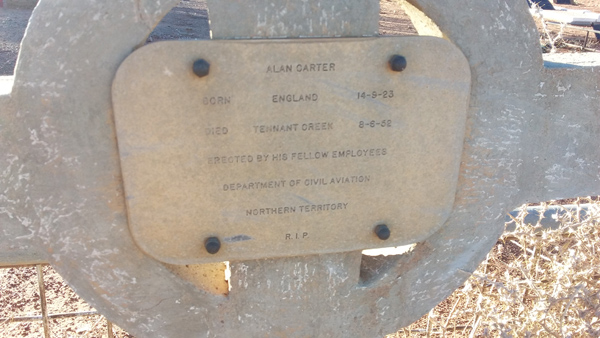 ALAN CARTER
BORN ENGLAND 14-9-23
DIED TENNANT CREEK 8-6-52
ERECTED BY HIS FELLOW EMPLOYEES
DEPARTMENT OF CIVIL AVIATION
NORTHERN TERRITORY
R.I.P.